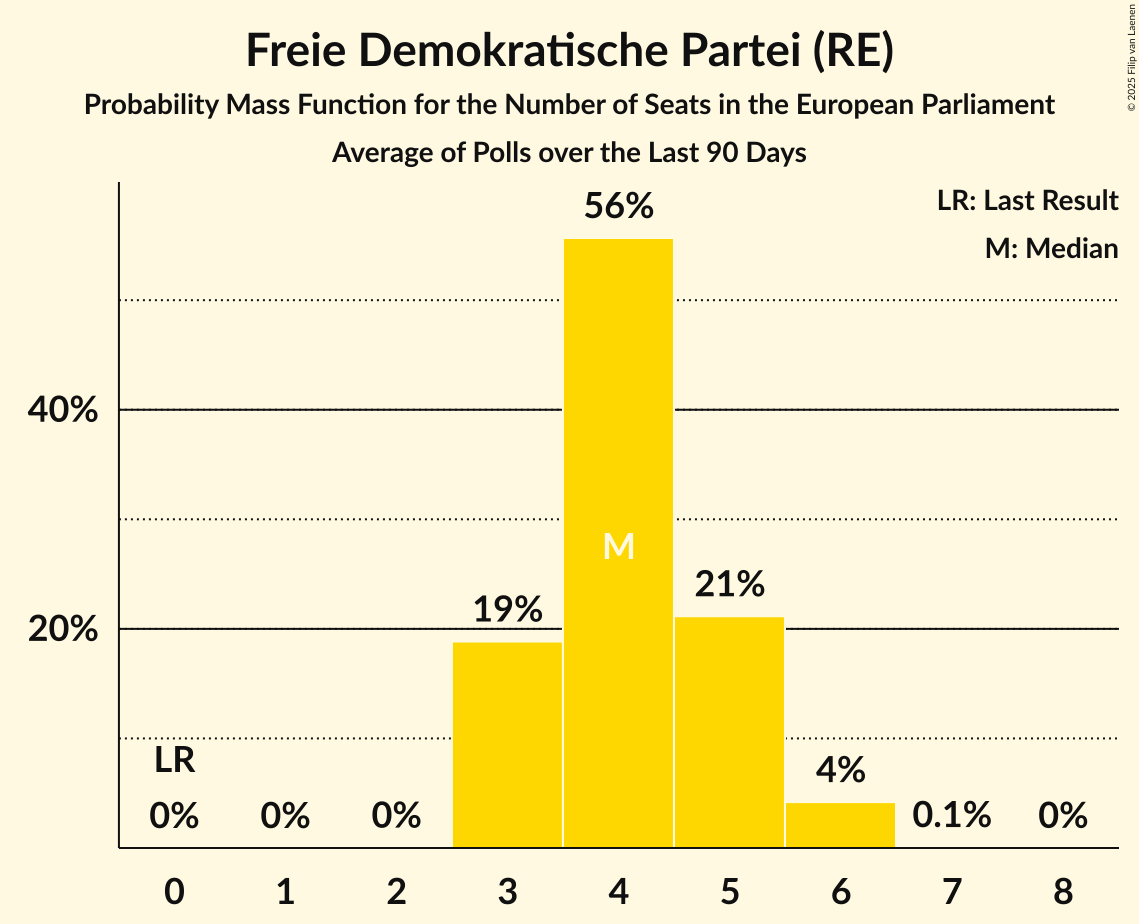 Freie Demokratische Partei (RE)
Probability Mass Function for the Number of Seats in the European Parliament
Average of Polls over the Last 90 Days
© 2025 Filip van Laenen
LR: Last Result
M: Median
56%
40%
M
21%
19%
20%
LR
4%
0% 0% 0% 0.1% 0%
0 1 2 3 4 5 6 7 8